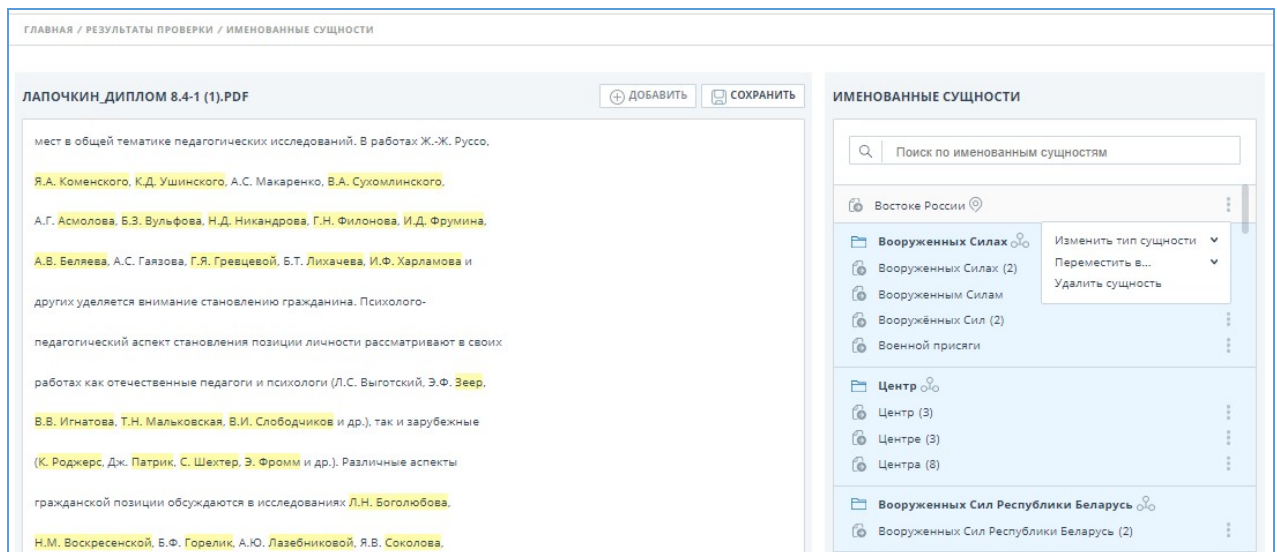 ГЛАВНАЯ / РЕЗУЛЬТАТЫ ПРОВЕРКИ / ИМЕНОВАННЫЕ СУЩНОСТИ
ЛАПОЧКИН_ДИПЛОМ 8.4-1 (1).PDF
ДОБАВИТЬ
СОХРАНИТЬ
мест в общей тематике педагогических исследований. В работах Ж.-Ж. Руссо,
Я.А. Коменского, К.Д. Ушинского, А.С. Макаренко, В.А. Сухомлинского,
А.Г. Асмолова, Б.З. Вульфова, Н.Д. Никандрова, Г.Н. Филонова, И.Д. Фрумина,
А.В. Беляева, А.С. Гаязова, Г.Я. Гревцевой, Б.Т. Лихачева, И.Ф. Харламова и
других уделяется внимание становлению гражданина. Психолого-
педагогический аспект становления позиции личности рассматривают в своих
работах как отечественные педагоги и психологи (Л.С. Выготский, Э.Ф. Зеер,
В.В. Игнатова, Т.Н. Мальковская, В.И. Слободчиков и др.), так и зарубежные
(К. Роджерс, Дж. Патрик, С. Шехтер, Э. Фромм и др.). Различные аспекты
гражданской позиции обсуждаются в исследованиях Л.Н. Боголюбова,
Н.М. Воскресенской, Б.Ф. Горелик, А.Ю. Лазебниковой, Я.В. Соколова,
ИМЕНОВАННЫЕ СУЩНОСТИ
Поиск по именованным сущностям
Востоке России
Вооруженных Силах
Вооруженных Силах (2)
Вооруженным Силам
Вооружённых Сил (2)
Военной присяги
Изменить тип сущности
Переместить в...
Удалить сущность
Центр
Центр (3)
Центре (3)
Центра (8)
Вооруженных Сил Республики Беларусь
Вооруженных Сил Республики Беларусь (2)